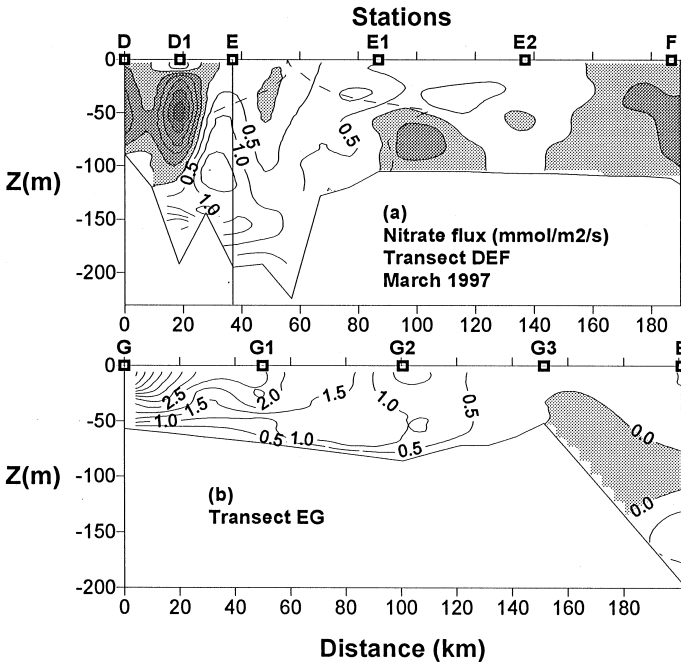 Stations
D D1 E E1 E2 F
0
-50
-100
-150
-200
Z(m)
0.5
1.0
0.5
1.0
0.5
(a)
Nitrate flux (mmol/m2/s)
Transect DEF
March 1997
0 20 40 60 80 100 120 140 160 180
G G1 G2 G3 E
0
-50
-100
-150
-200
Z(m)
2.5
1.5
1.0
2.0
1.5
1.0
0.5
0.5
1.0
0.5
0.0
0.0
(b)
Transect EG
0 20 40 60 80 100 120 140 160 180
Distance (km)